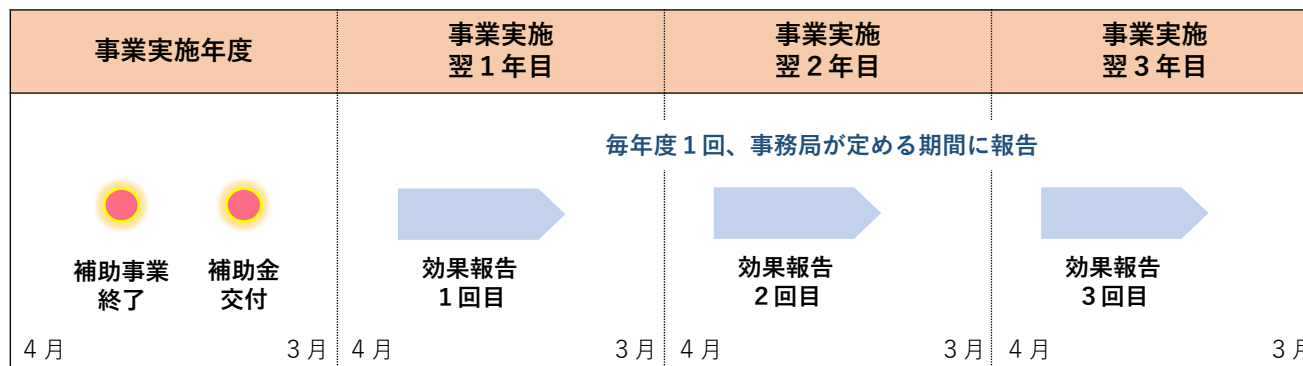 事業実施年度
事業実施
翌1年目
事業実施
翌2年目
事業実施
翌3年目
毎年度1回、事務局が定める期間に報告
補助事業
終了
補助金
交付
効果報告
1回目
効果報告
2回目
効果報告
3回目
4月
3月
4月
3月
4月
3月
4月
3月